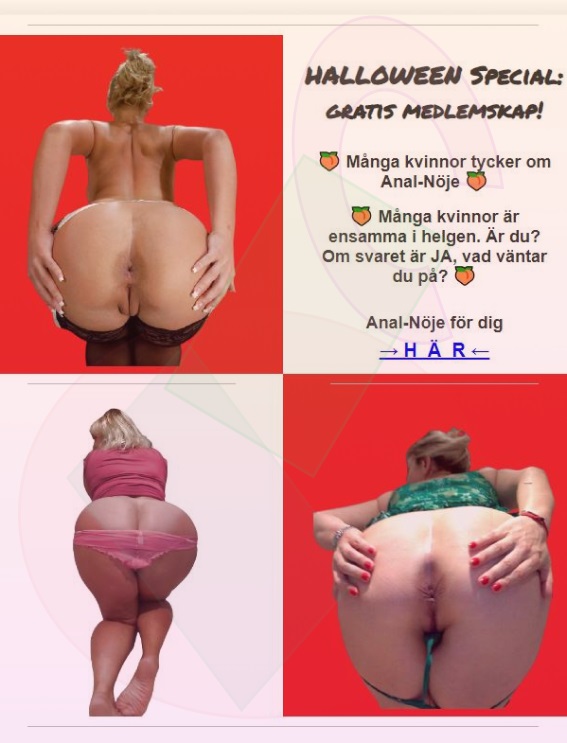 HALLOWEEN SPECIAL:
GRATIS MEDLEMSKAP!
🍑 Många kvinnor tycker om
Anal-Nöje 🍑
🍑 Många kvinnor är
ensamma i helgen. Är du?
Om svaret är JA, vad väntar
du på? 🍑
Anal-Nöje för dig
→ H Ä R ←